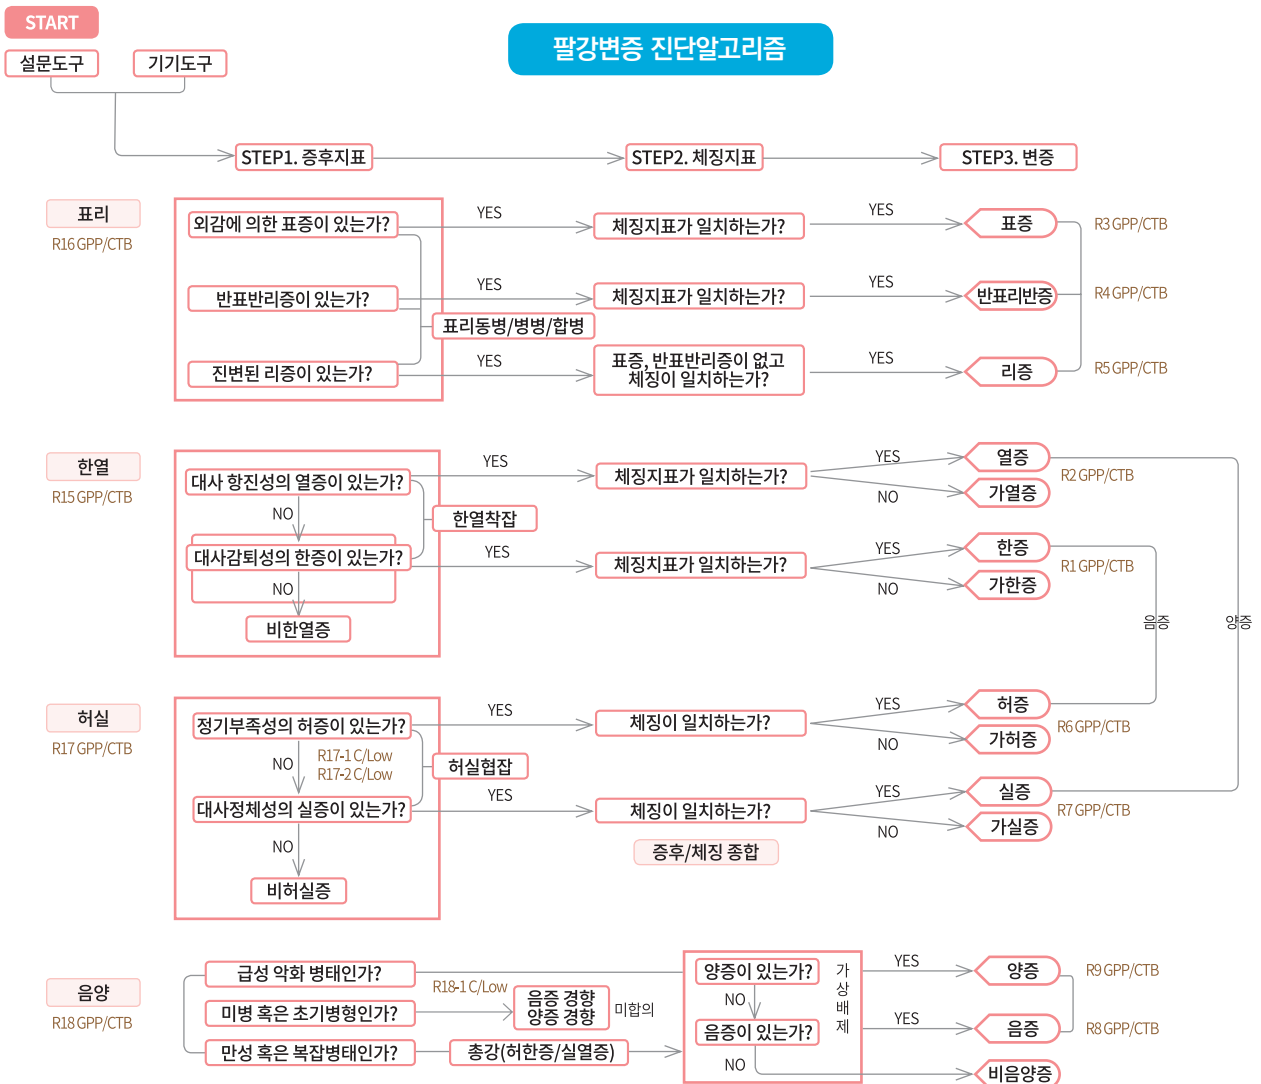 START
팔강변증 진단알고리즘
설문도구
기기도구
STEP1. 증후지표
STEP2. 체징지표
STEP3. 변증
표리
R16 GPP/CTB
외감에 의한 표증이 있는가?
YES
체징지표가 일치하는가?
YES
표증
R3 GPP/CTB
반표반리증이 있는가?
YES
체징지표가 일치하는가?
YES
반표리반증
R4 GPP/CTB
표리동병/병병/합병
진변된 리증이 있는가?
YES
표증, 반표반리증이 없고
체징이 일치하는가?
YES
리증
R5 GPP/CTB
한열
R15 GPP/CTB
대사 항진성의 열증이 있는가?
YES
체징지표가 일치하는가?
YES
열증
R2 GPP/CTB
NO
가열증
NO
한열착잡
대사감퇴성의 한증이 있는가?
YES
체징치표가 일치하는가?
YES
한증
R1 GPP/CTB
NO
가한증
NO
비한열증
음증
양증
허실
R17 GPP/CTB
정기부족성의 허증이 있는가?
YES
체징이 일치하는가?
YES
허증
R6 GPP/CTB
NO
가허증
NO
R17-1 C/Low
R17-2 C/Low
허실협잡
대사정체성의 실증이 있는가?
YES
체징이 일치하는가?
YES
실증
R7 GPP/CTB
NO
가실증
증후/체징 종합
NO
비허실증
음양
R18 GPP/CTB
급성 악화 병태인가?
미병 혹은 초기병형인가?
R18-1 C/Low
음증 경향
양증 경향
미합의
만성 혹은 복잡병태인가?
총강(허한증/실열증)
양증이 있는가?
NO
음증이 있는가?
NO
가
상
배
제
YES
양증
R9 GPP/CTB
YES
음증
R8 GPP/CTB
비음양증